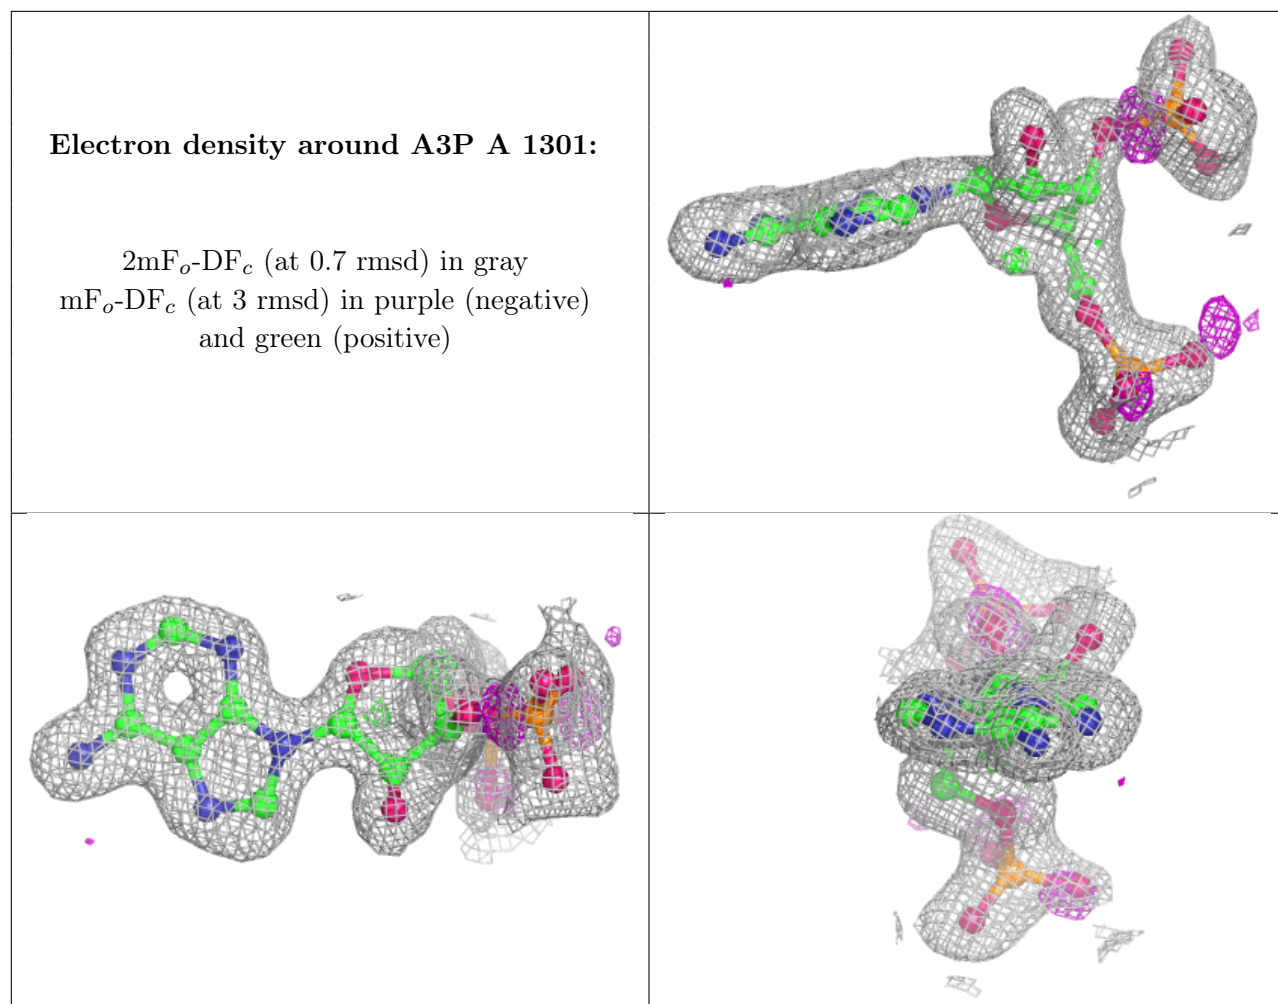 Electron density around A3P A 1301:
2mFo-DFc (at 0.7 rmsd) in gray
mFo-DFc (at 3 rmsd) in purple (negative)
and green (positive)